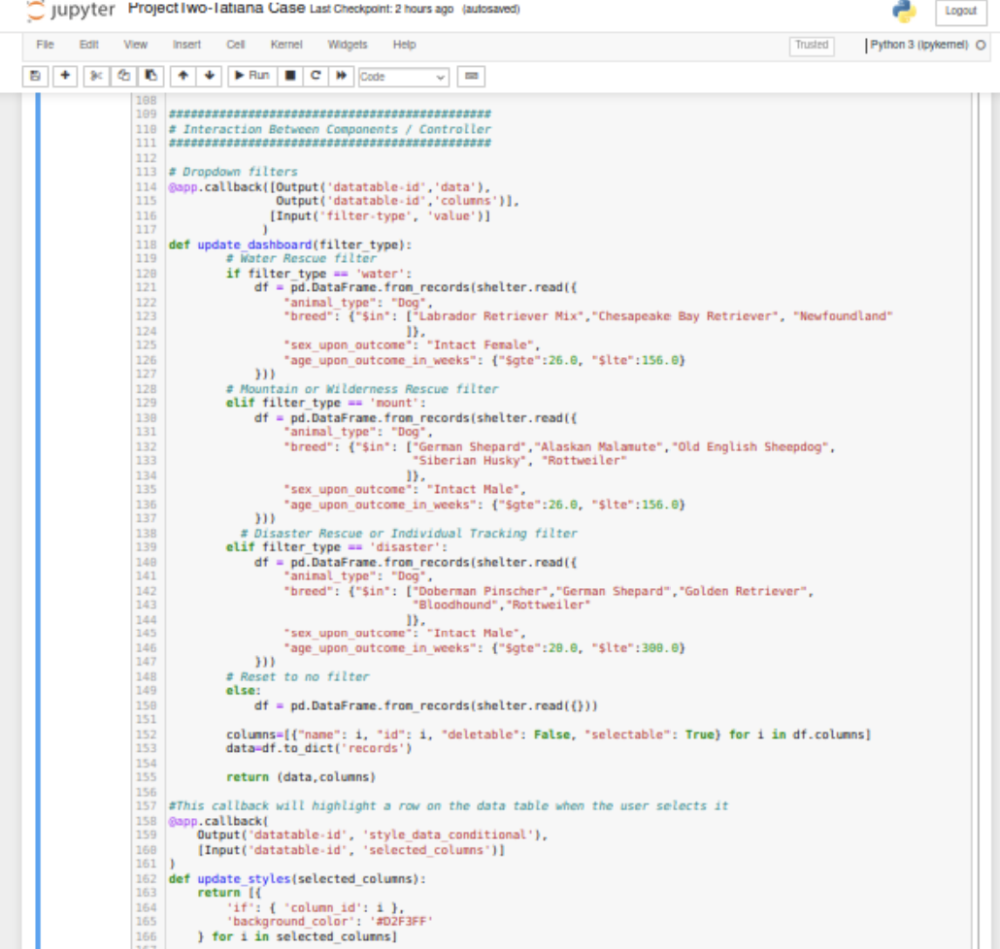 jupyter ProjectTwo-Tatiana Case Last Checkpoint: 2 hours ago (autosaved)
Logout
File Edit View Insert Cell Kernel Widgets Help
Trusted
Python 3 (ipykernel)
Run
Code
108
109 #############################################
110 # Interaction Between Components / Controller
111 #############################################
112
113 # Dropdown filters
114 @app.callback([Output('datatable-id','data'),
115 Output('datatable-id','columns')],
116 [Input('filter-type', 'value')]
117 )
118 def update_dashboard(filter_type):
119 # Water Rescue filter
120 if filter_type == 'water':
121 df = pd.DataFrame.from_records(shelter.read({
122 "animal_type": "Dog",
123 "breed": {"$in": ["Labrador Retriever Mix","Chesapeake Bay Retriever", "Newfoundland"
124 ]},
125 "sex_upon_outcome": "Intact Female",
126 "age_upon_outcome_in_weeks": {"$gte":26.0, "$lte":156.0}
127 }))
128 # Mountain or Wilderness Rescue filter
129 elif filter_type == 'mount':
130 df = pd.DataFrame.from_records(shelter.read({
131 "animal_type": "Dog",
132 "breed": {"$in": ["German Shepard","Alaskan Malamute","Old English Sheepdog",
133 "Siberian Husky", "Rottweiler"
134 ]},
135 "sex_upon_outcome": "Intact Male",
136 "age_upon_outcome_in_weeks": {"$gte":26.0, "$lte":156.0}
137 }))
138 # Disaster Rescue or Individual Tracking filter
139 elif filter_type == 'disaster':
140 df = pd.DataFrame.from_records(shelter.read({
141 "animal_type": "Dog",
142 "breed": {"$in": ["Doberman Pinscher","German Shepard","Golden Retriever",
143 "Bloodhound","Rottweiler"
144 ]},
145 "sex_upon_outcome": "Intact Male",
146 "age_upon_outcome_in_weeks": {"$gte":20.0, "$lte":300.0}
147 }))
148 # Reset to no filter
149 else:
150 df = pd.DataFrame.from_records(shelter.read({}))
151
152 columns=[{"name": i, "id": i, "deletable": False, "selectable": True} for i in df.columns]
153 data=df.to_dict('records')
154
155 return (data,columns)
156
157 #This callback will highlight a row on the data table when the user selects it
158 @app.callback(
159 Output('datatable-id', 'style_data_conditional'),
160 [Input('datatable-id', 'selected_columns')]
161 )
162 def update_styles(selected_columns):
163 return [{
164 'if': { 'column_id': i },
165 'background_color': '#D2F3FF'
166 } for i in selected_columns]